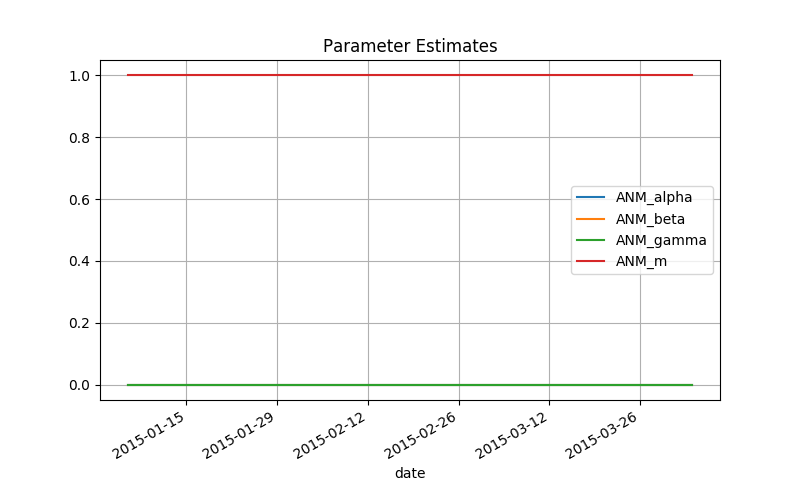 Parameter Estimates
1.0
0.8
0.6
0.4
0.2
0.0
ANM_alpha
ANM_beta
ANM_gamma
ANM_m
2015-01-15
2015-01-29
2015-02-12
2015-02-26
2015-03-12
2015-03-26
date